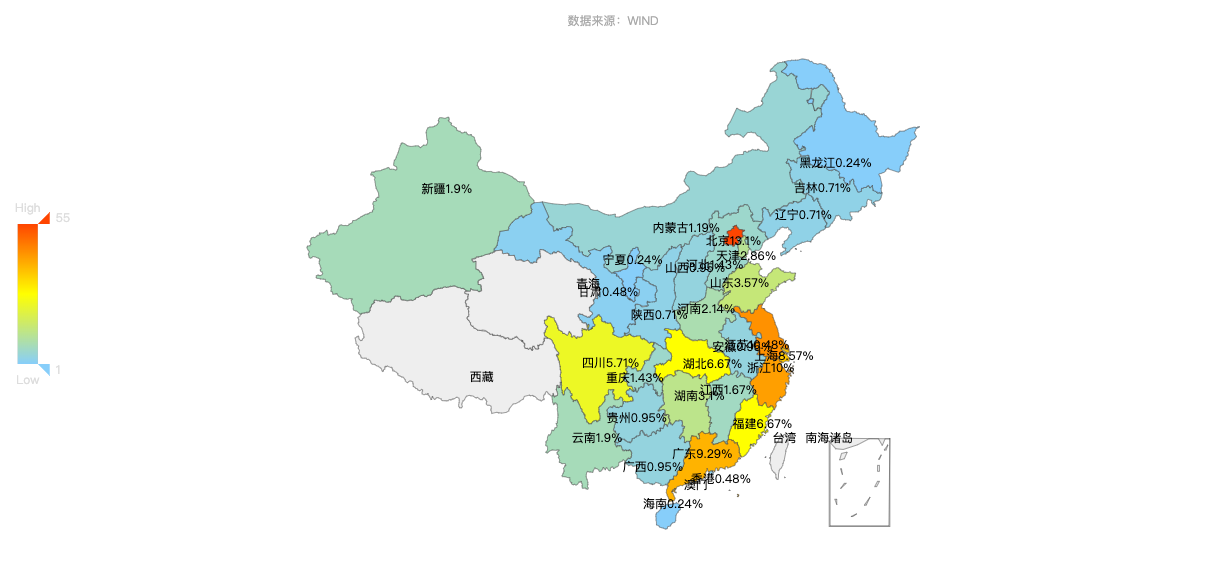 数据来源：WIND
黑龙江0.24%
吉林0.71%
新疆1.9%
High
55
辽宁0.71%
内蒙古1.19%
北京13.1%
天津2.86%
宁夏0.24%
山西0.95%
河北1.43%
青海
甘肃0.48%
山东3.57%
河南2.14%
陕西0.71%
安徽0.95%
江苏10.48%
上海8.57%
四川5.71%
湖北6.67%
浙江10%
1
Low
西藏
重庆1.43%
江西1.67%
湖南3.1%
贵州0.95%
福建6.67%
云南1.9%
台湾
南海诸岛
广东9.29%
广西0.95%
香港0.48%
澳门
海南0.24%